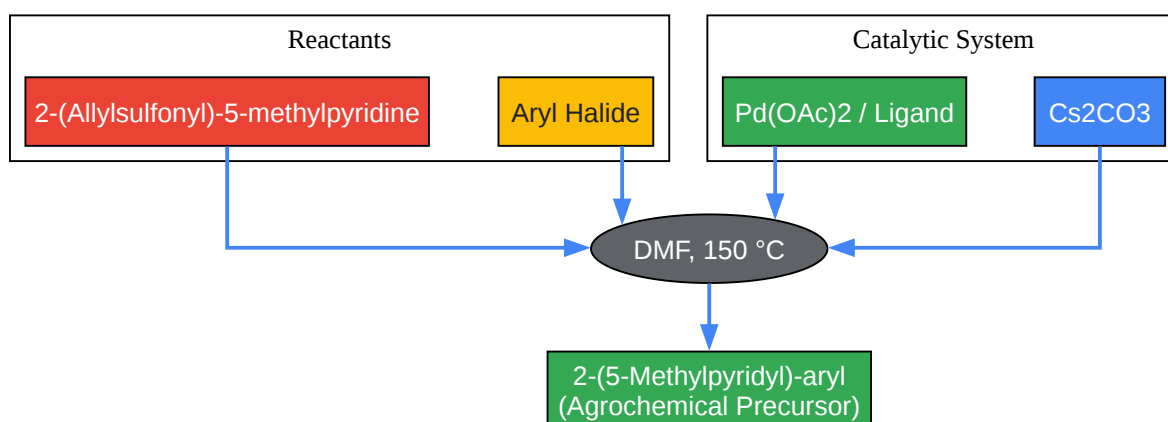 Reactants
Catalytic System
2-(Allylsulfonyl)-5-methylpyridine
Aryl Halide
Pd(OAc)2 / Ligand
Cs2CO3
DMF, 150 °C
2-(5-Methylpyridyl)-aryl
(Agrochemical Precursor)